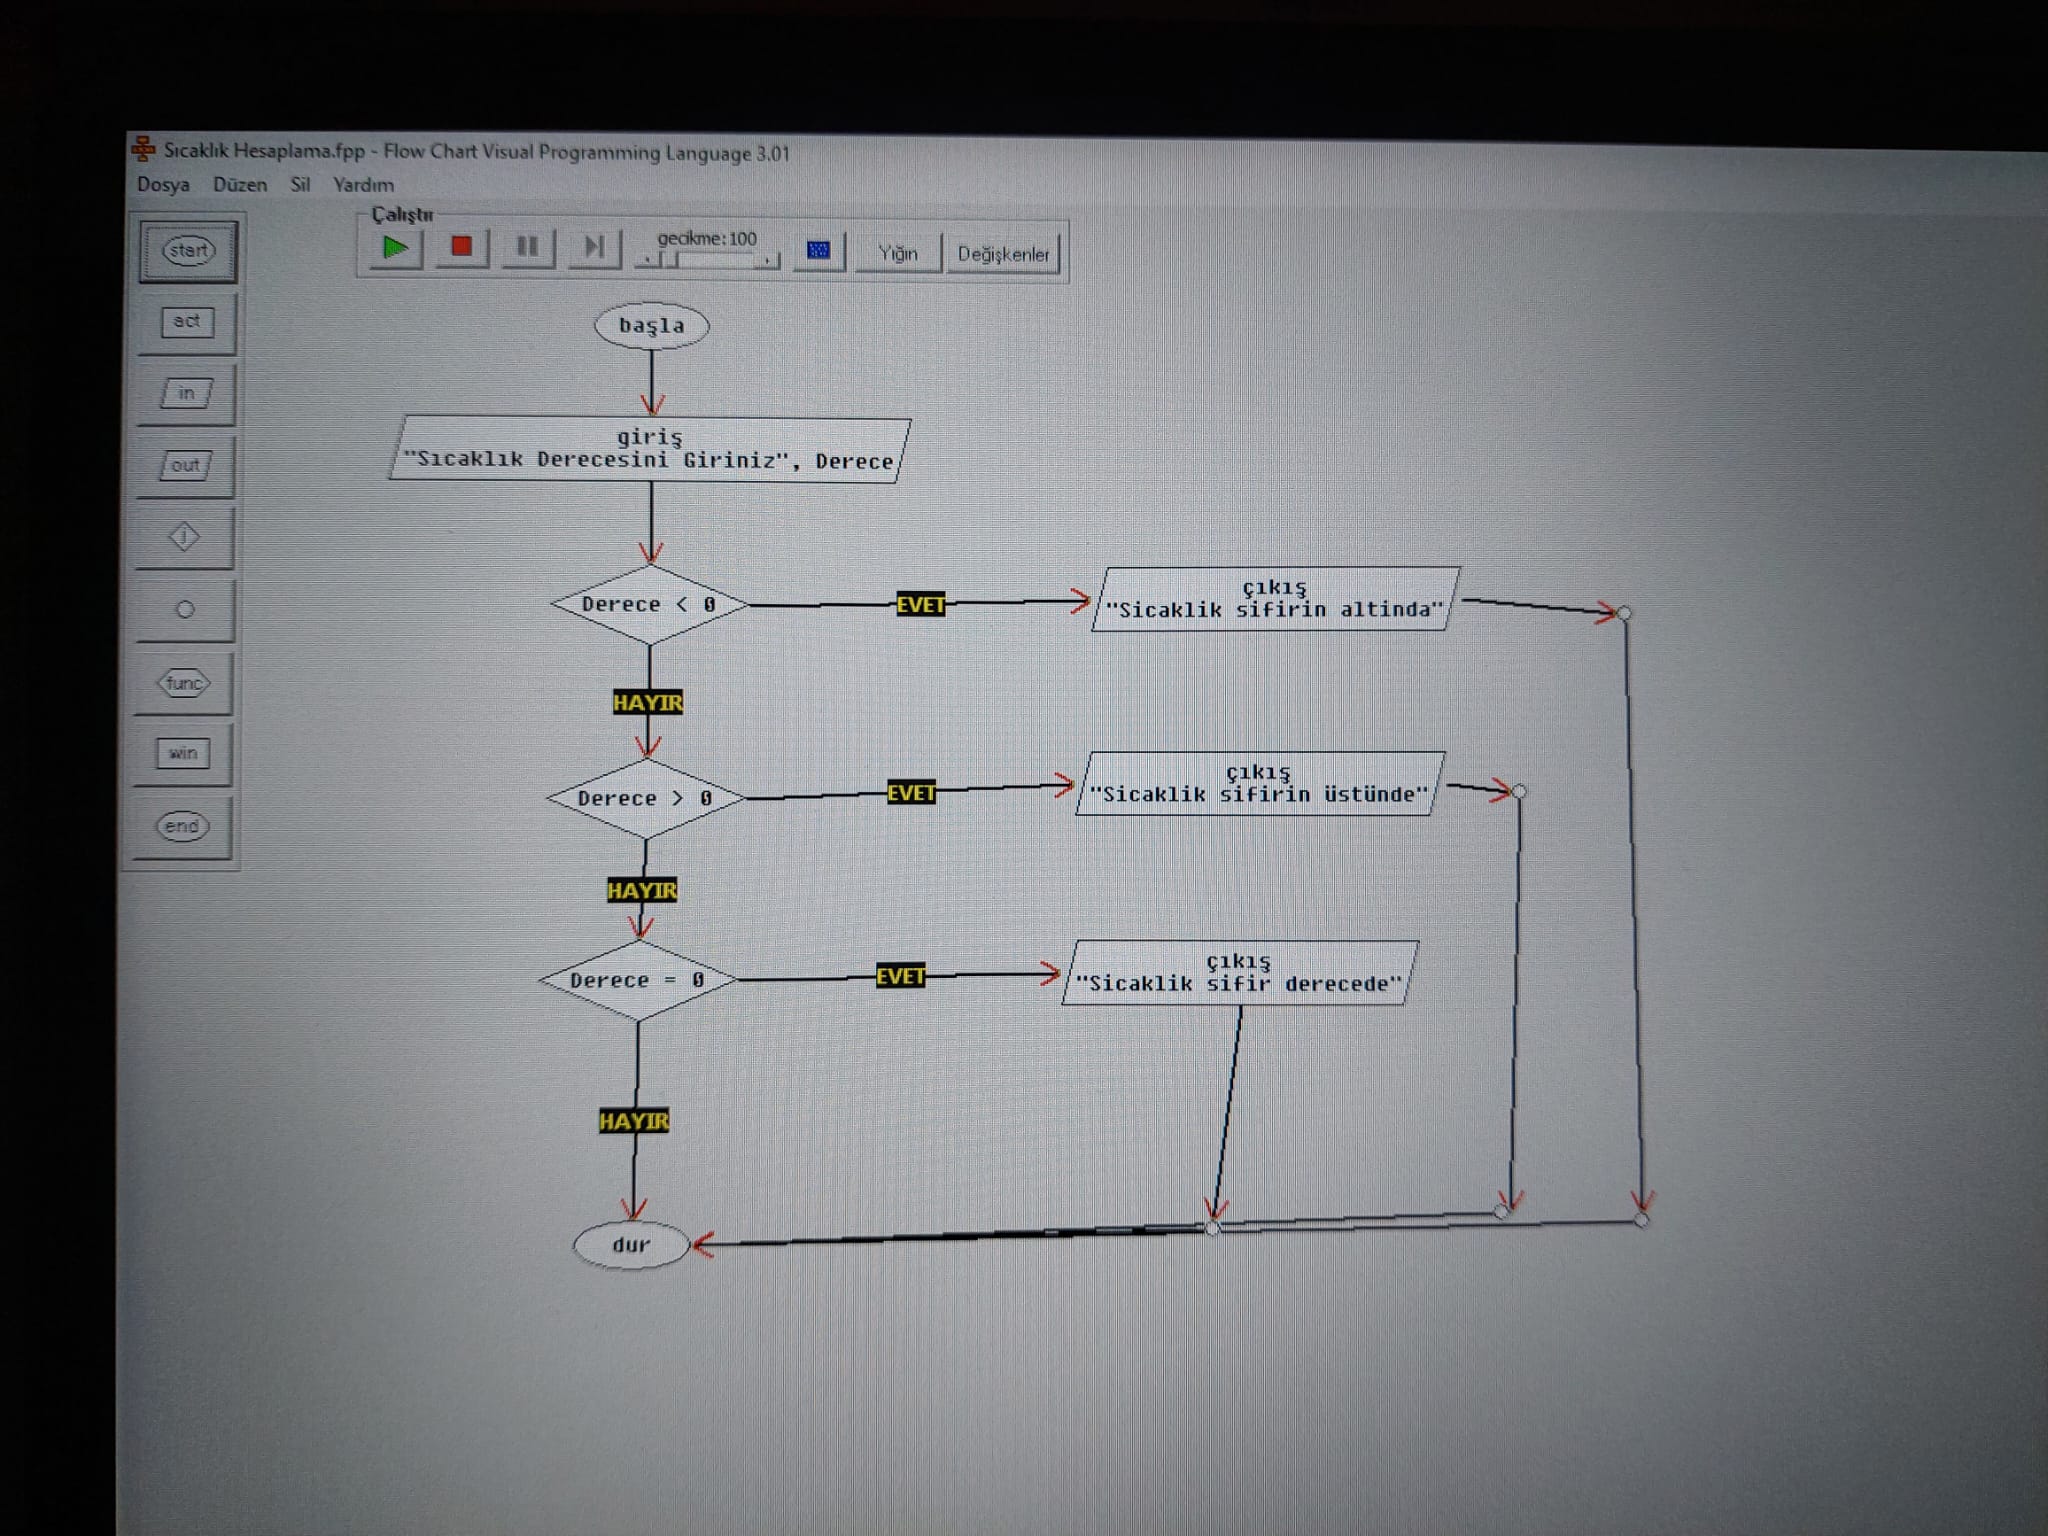 Sıcaklık Hesaplama.fpp - Flow Chart Visual Programming Language 3.01
Dosya Düzen Sil Yardım
Çalıştır
gecikme:100
Yığın
Değişkenler
start
act
in
out
i
func
win
end
başla
giriş
"Sıcaklık Derecesini Giriniz", Derece
Derece < 0
EVET
çıkış
"Sicaklik sifirin altinda"
HAYIR
Derece > 0
EVET
çıkış
"Sicaklik sifirin üstünde"
HAYIR
Derece = 0
EVET
çıkış
"Sicaklik sifir derecede"
HAYIR
dur